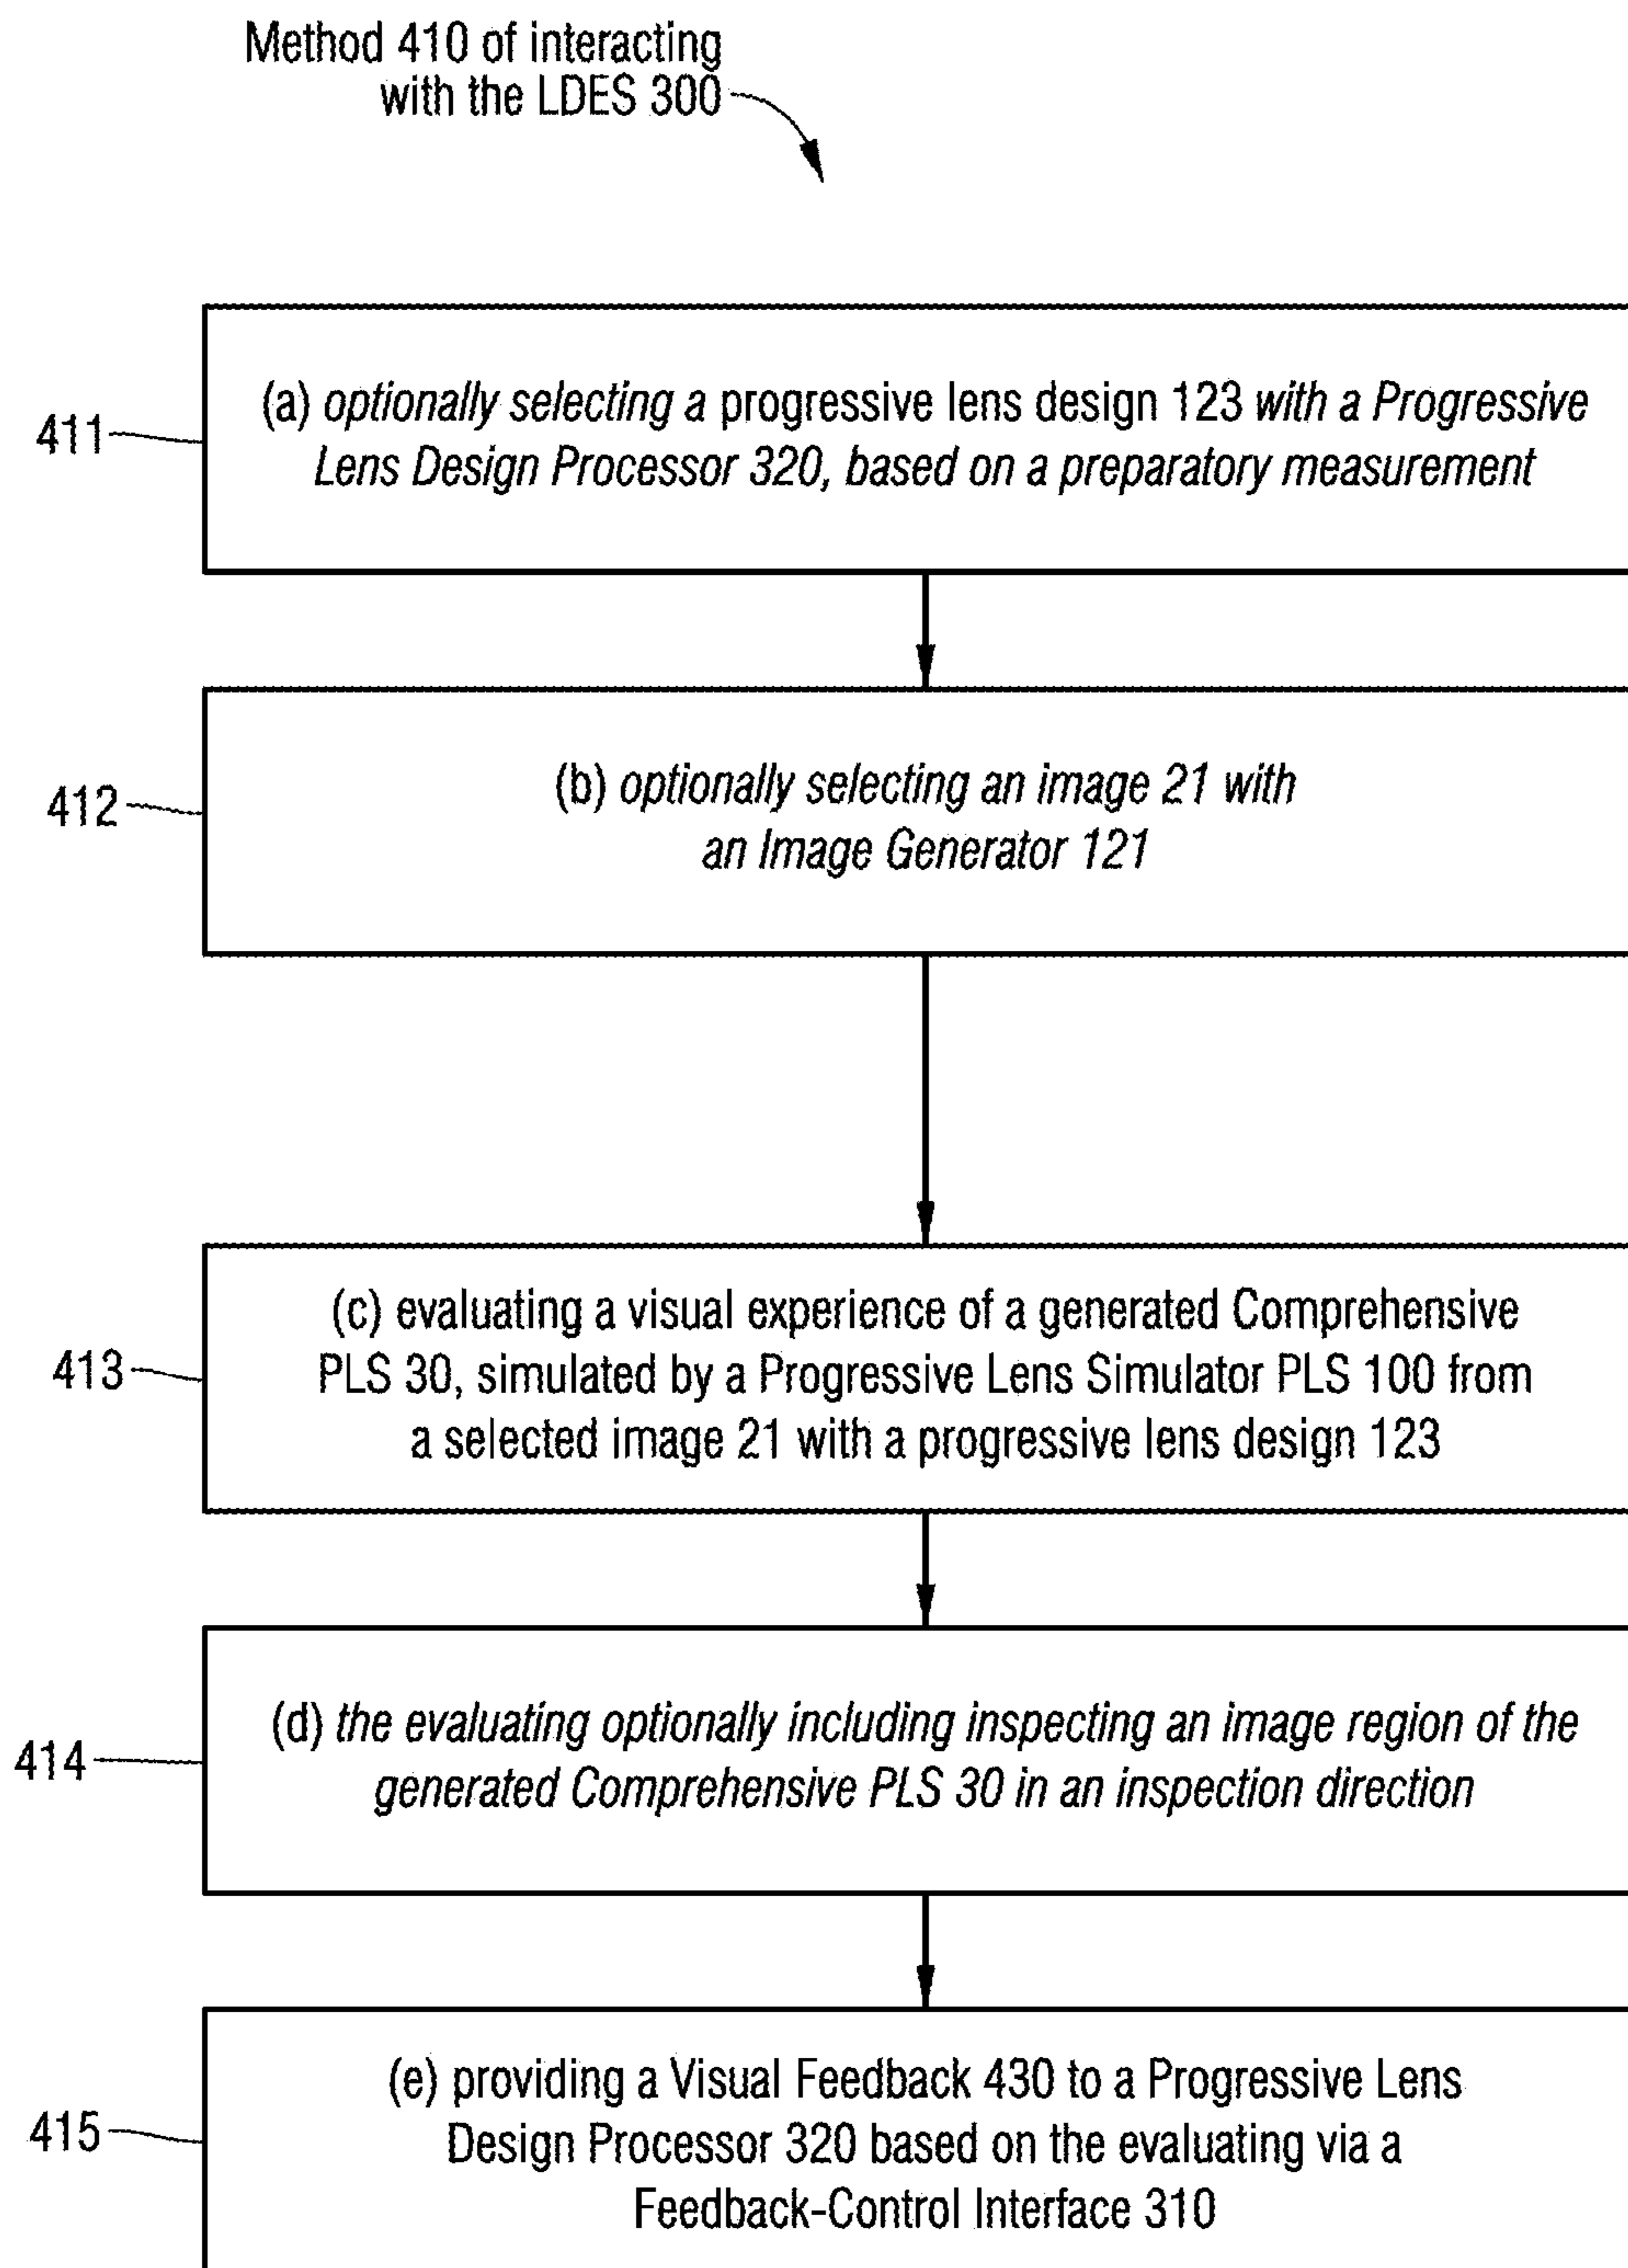 Method 410 of interacting
with the LDES 300
411
(a) optionally selecting a progressive lens design 123 with a Progressive
Lens Design Processor 320, based on a preparatory measurement
412
(b) optionally selecting an image 21 with
an Image Generator 121
413
(c) evaluating a visual experience of a generated Comprehensive
PLS 30, simulated by a Progressive Lens Simulator PLS 100 from
a selected image 21 with a progressive lens design 123
414
(d) the evaluating optionally including inspecting an image region of the
generated Comprehensive PLS 30 in an inspection direction
415
(e) providing a Visual Feedback 430 to a Progressive Lens
Design Processor 320 based on the evaluating via a
Feedback-Control Interface 310